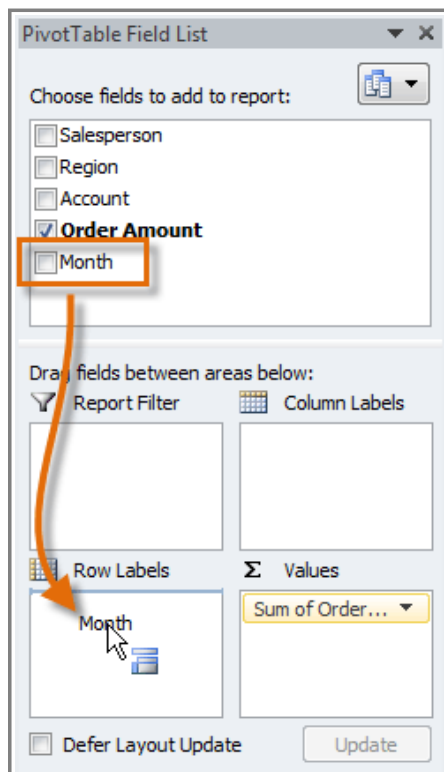 PivotTable Field List
Choose fields to add to report:
Salesperson
Region
Account
Order Amount
Month
Drag fields between areas below:
Report Filter
Column Labels
Row Labels
Σ Values
Month
Sum of Order...
Defer Layout Update
Update